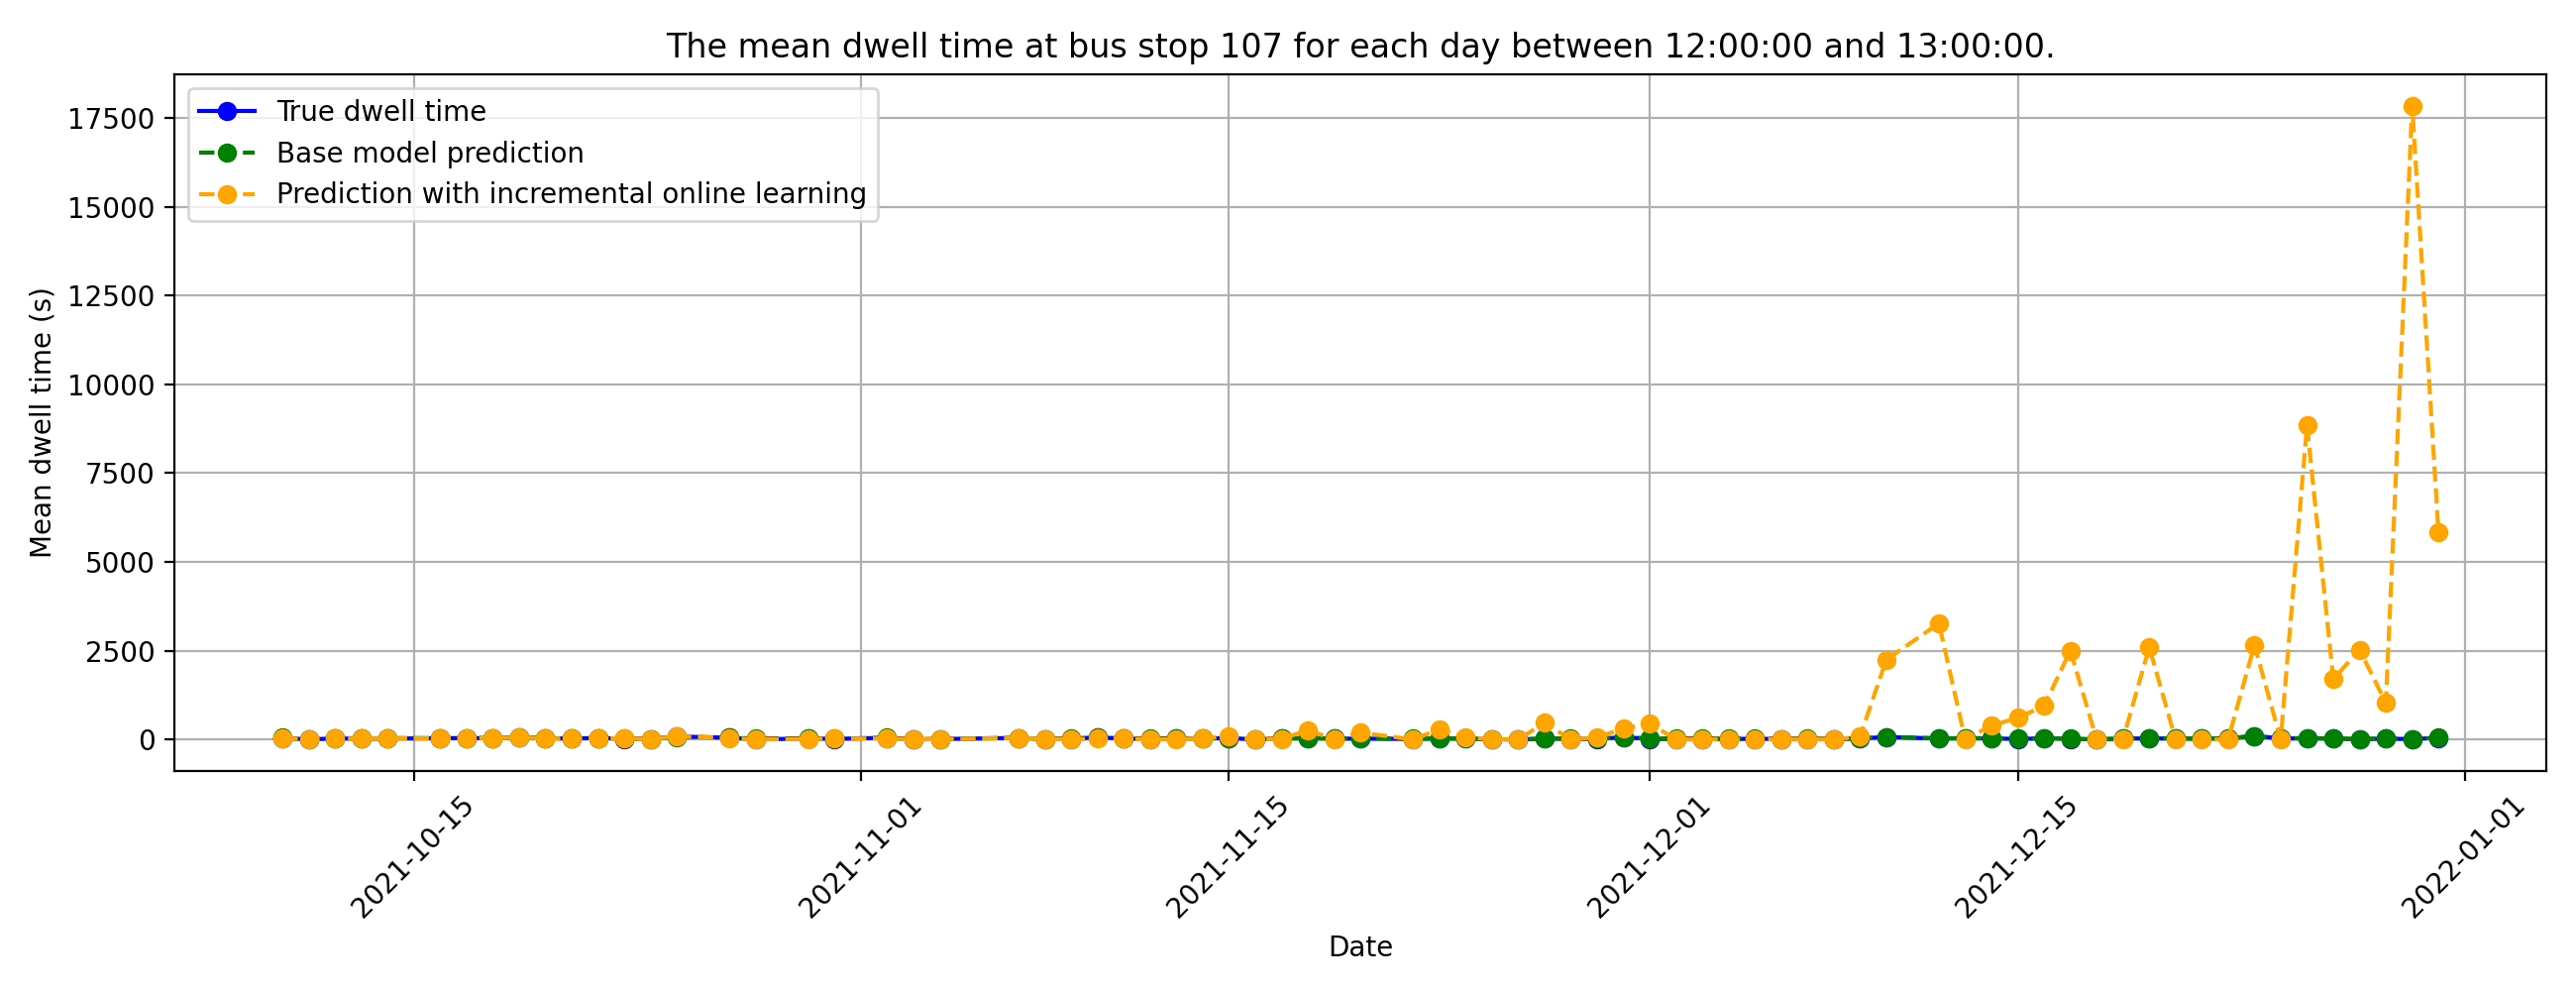 The mean dwell time at bus stop 107 for each day between 12:00:00 and 13:00:00.
True dwell time
Base model prediction
Prediction with incremental online learning
Mean dwell time (s)
17500
15000
12500
10000
7500
5000
2500
0
2021-10-15
2021-11-01
2021-11-15
2021-12-01
2021-12-15
2022-01-01
Date